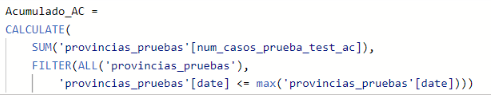 Acumulado_AC =
CALCULATE(
SUM('provincias_pruebas'[num_casos_prueba_test_ac]),
FILTER(ALL('provincias_pruebas'),
'provincias_pruebas'[date] <= max('provincias_pruebas'[date])))